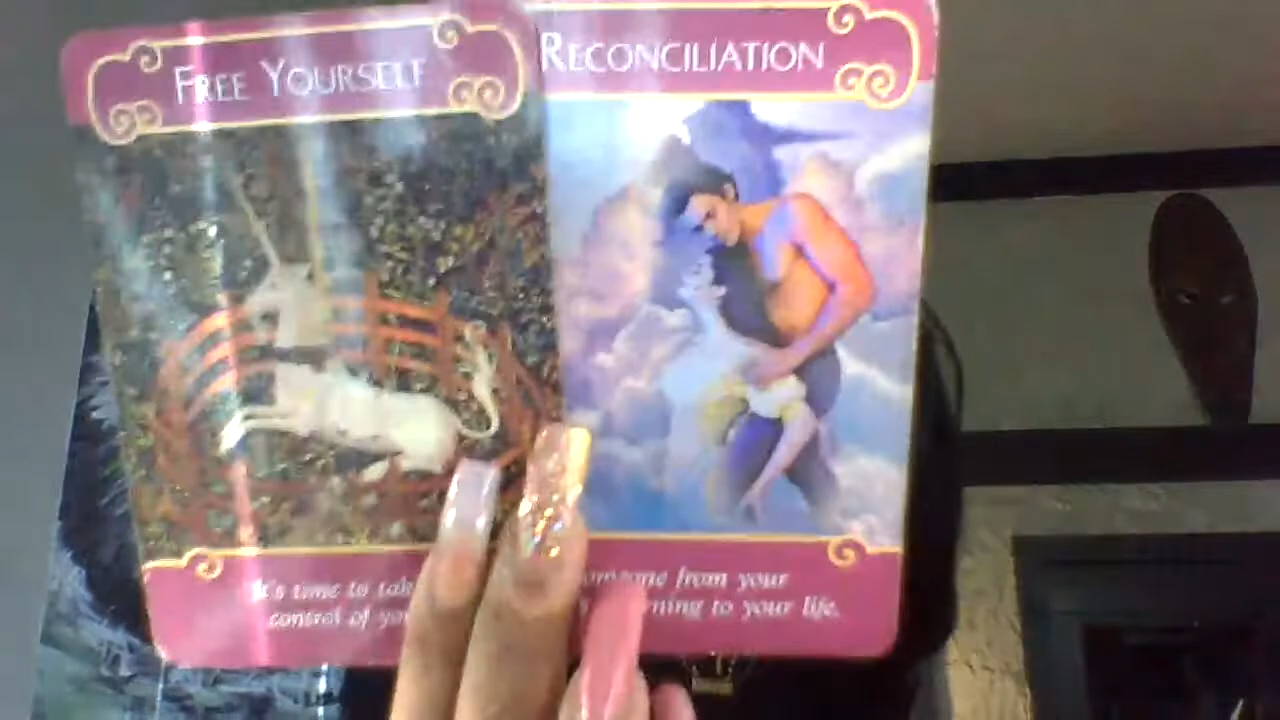 FREE YOURSELF
It's time to
control of
RECONCILIATION
from your
to your life.